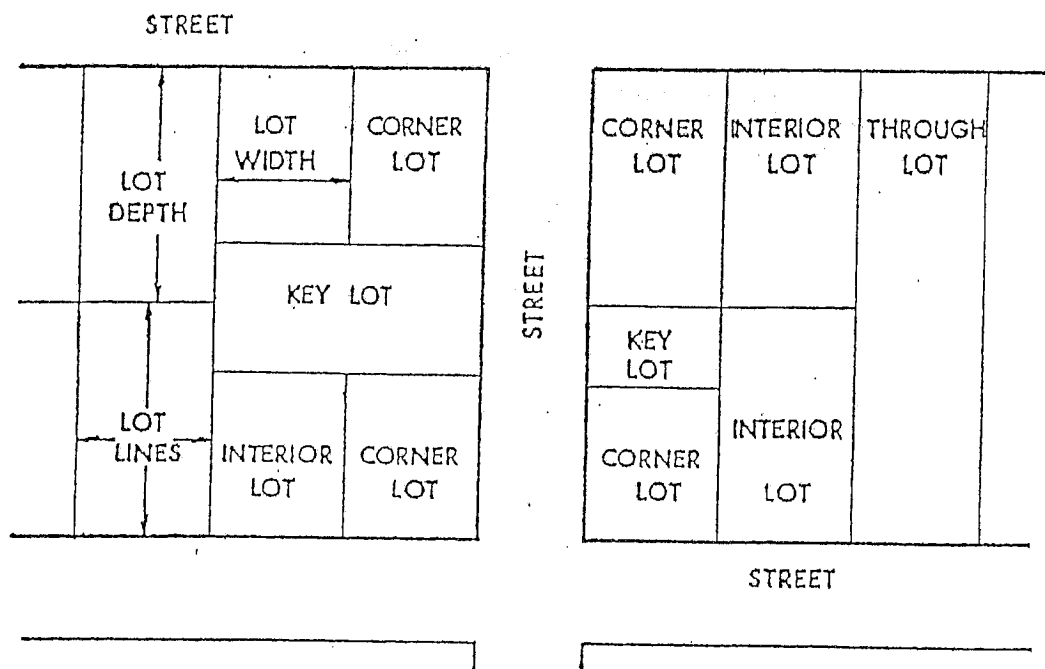 STREET
LOT
WIDTH
CORNER
LOT
LOT
DEPTH
KEY LOT
LOT
LINES
INTERIOR
LOT
CORNER
LOT
STREET
CORNER
LOT
INTERIOR
LOT
THROUGH
LOT
KEY
LOT
CORNER
LOT
INTERIOR
LOT
STREET